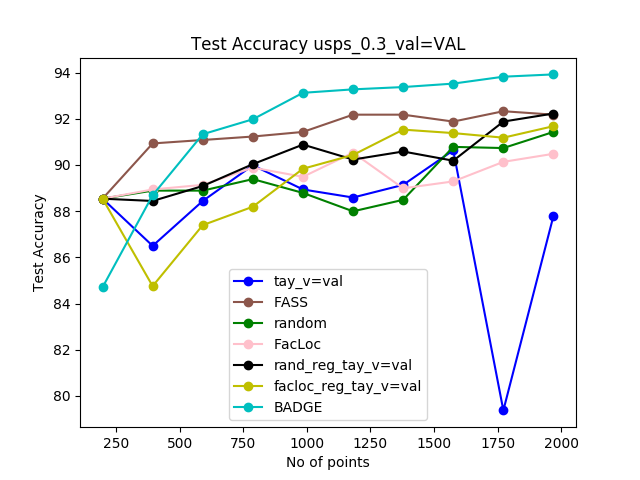 Test Accuracy usps_0.3_val=VAL
Test Accuracy
94
92
90
88
86
84
82
80
tay_v=val
FASS
random
FacLoc
rand_reg_tay_v=val
facloc_reg_tay_v=val
BADGE
250 500 750 1000 1250 1500 1750 2000
No of points